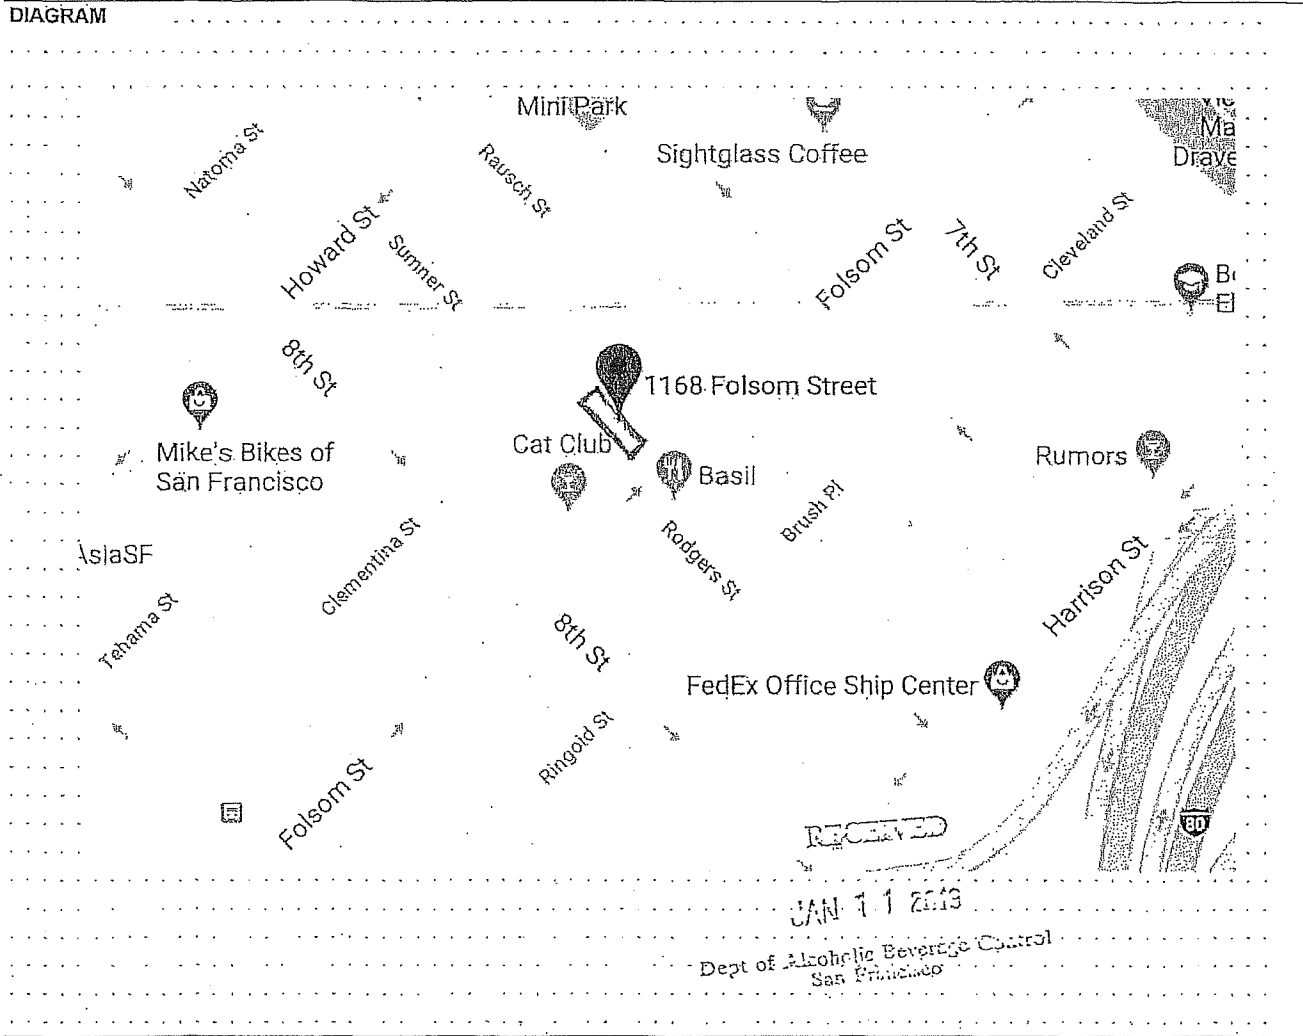 DIAGRAM
Mini Park
Sightglass Coffee
Ma
Drave
Natoma St
Rausch St
Howard St
Sumner St
Folsom St
7th St
Cleveland St
8th St
1168 Folsom Street
Mike's Bikes of
San Francisco
Cat Club
Basil
Rumors
Brush Pl
Rodgers St
Clementina St
AsiaSF
Tehama St
Harrison St
8th St
FedEx Office Ship Center
Ringold St
Folsom St
80
RECEIVED
JAN 11
Dept of Alcoholic Beverage Control
San Francisco